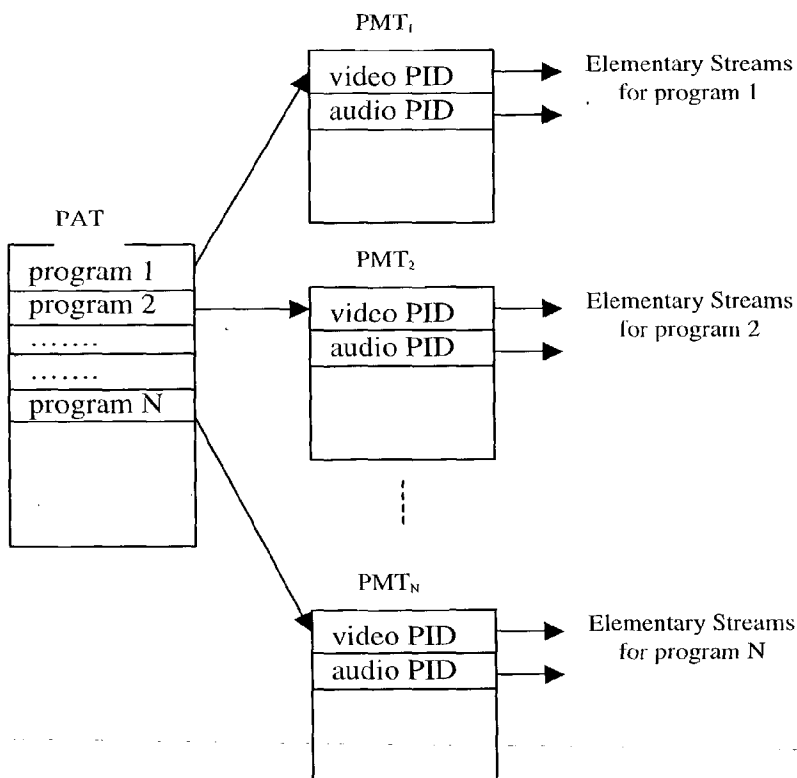 PMT₁
video PID
audio PID
Elementary Streams
for program 1
PAT
program 1
program 2
.......
.......
program N
PMT₂
video PID
audio PID
Elementary Streams
for program 2
PMT_N
video PID
audio PID
Elementary Streams
for program N